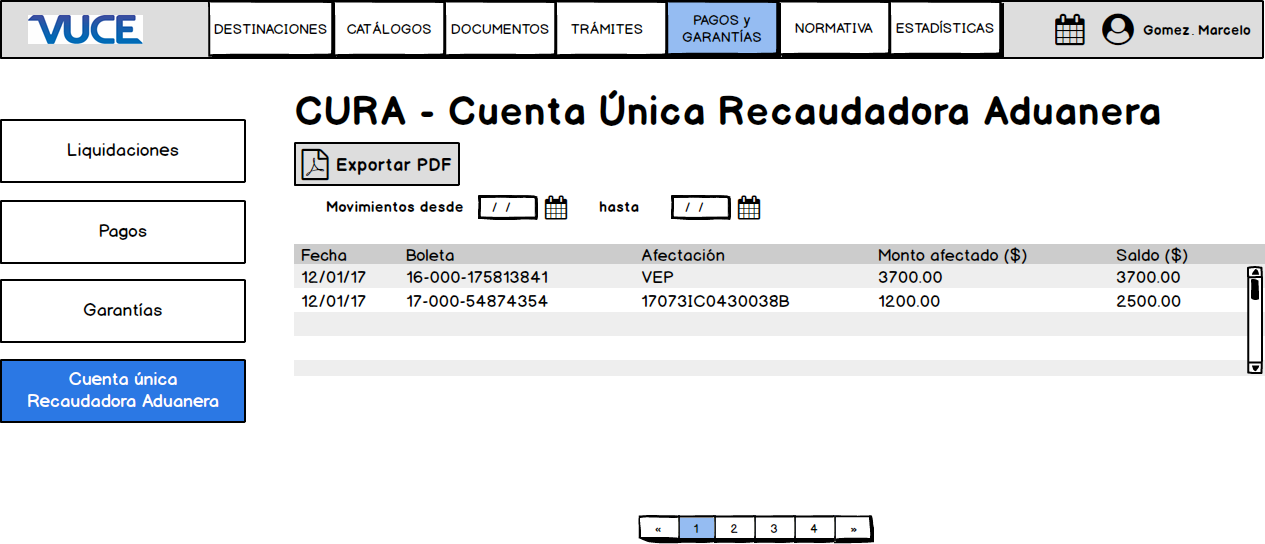 VUCE
DESTINACIONES
CATÁLOGOS
DOCUMENTOS
TRÁMITES
PAGOS y
GARANTÍAS
NORMATIVA
ESTADÍSTICAS
Gomez. Marcelo
Liquidaciones
Pagos
Garantías
Cuenta única
Recaudadora Aduanera
CURA - Cuenta Única Recaudadora Aduanera
Exportar PDF
Movimientos desde / / hasta / /
Fecha Boleta Afectación Monto afectado ($) Saldo ($)
12/01/17 16-000-175813841 VEP 3700.00 3700.00
12/01/17 17-000-54874354 17073IC0430038B 1200.00 2500.00
« 1 2 3 4 »